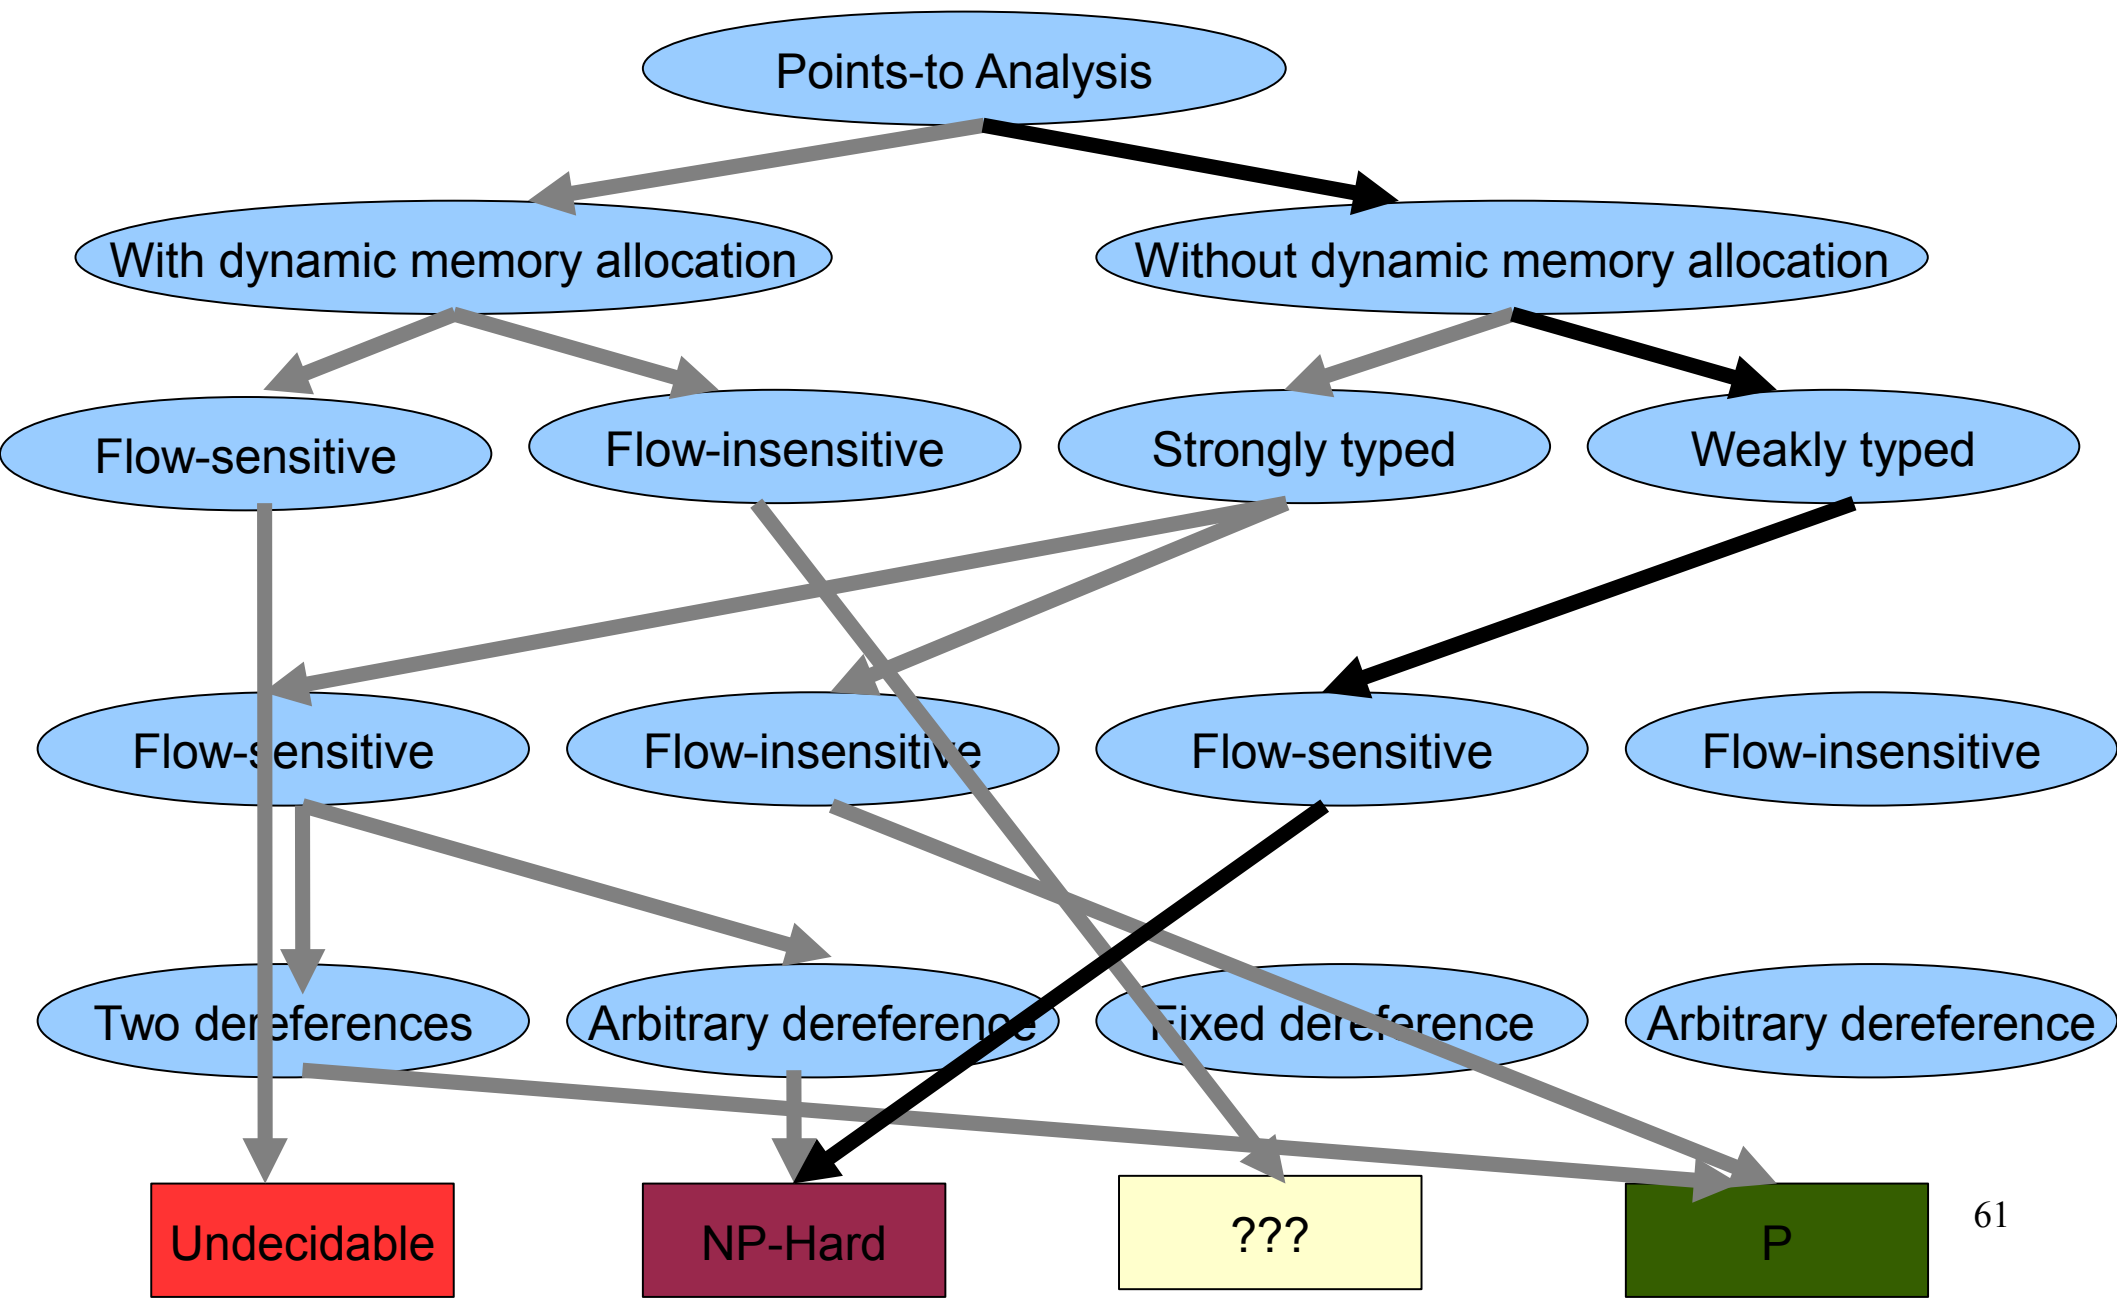 Points-to Analysis
With dynamic memory allocation
Without dynamic memory allocation
Flow-sensitive
Flow-insensitive
Strongly typed
Weakly typed
Flow-sensitive
Flow-insensitive
Flow-sensitive
Flow-insensitive
Two dereferences
Arbitrary dereference
Fixed dereference
Arbitrary dereference
Undecidable
NP-Hard
???
P
61